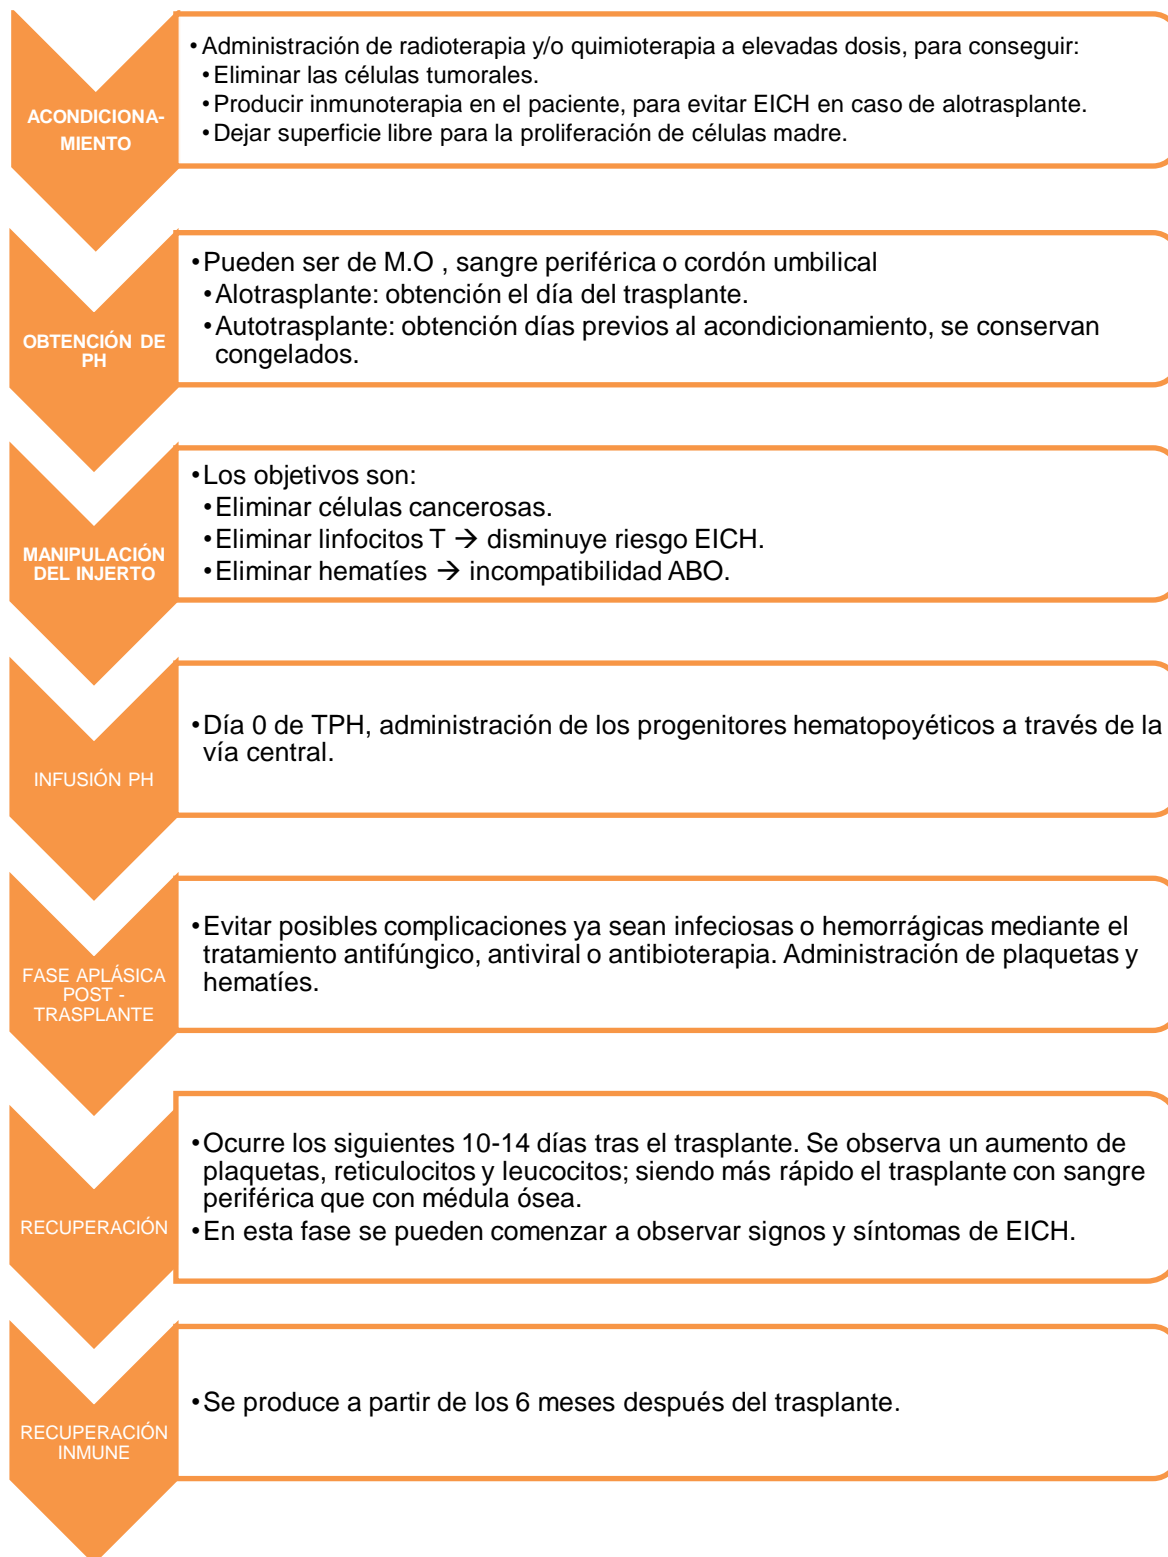 ACONDICIONA-
MIENTO
•Administración de radioterapia y/o quimioterapia a elevadas dosis, para conseguir:
•Eliminar las células tumorales.
•Producir inmunoterapia en el paciente, para evitar EICH en caso de alotrasplante.
•Dejar superficie libre para la proliferación de células madre.
OBTENCIÓN DE
PH
•Pueden ser de M.O , sangre periférica o cordón umbilical
•Alotrasplante: obtención el día del trasplante.
•Autotrasplante: obtención días previos al acondicionamiento, se conservan
congelados.
MANIPULACIÓN
DEL INJERTO
•Los objetivos son:
•Eliminar células cancerosas.
•Eliminar linfocitos T → disminuye riesgo EICH.
•Eliminar hematíes → incompatibilidad ABO.
INFUSIÓN PH
•Día 0 de TPH, administración de los progenitores hematopoyéticos a través de la
vía central.
FASE APLÁSICA
POST -
TRASPLANTE
•Evitar posibles complicaciones ya sean infeciosas o hemorrágicas mediante el
tratamiento antifúngico, antiviral o antibioterapia. Administración de plaquetas y
hematíes.
RECUPERACIÓN
•Ocurre los siguientes 10-14 días tras el trasplante. Se observa un aumento de
plaquetas, reticulocitos y leucocitos; siendo más rápido el trasplante con sangre
periférica que con médula ósea.
•En esta fase se pueden comenzar a observar signos y síntomas de EICH.
RECUPERACIÓN
INMUNE
•Se produce a partir de los 6 meses después del trasplante.